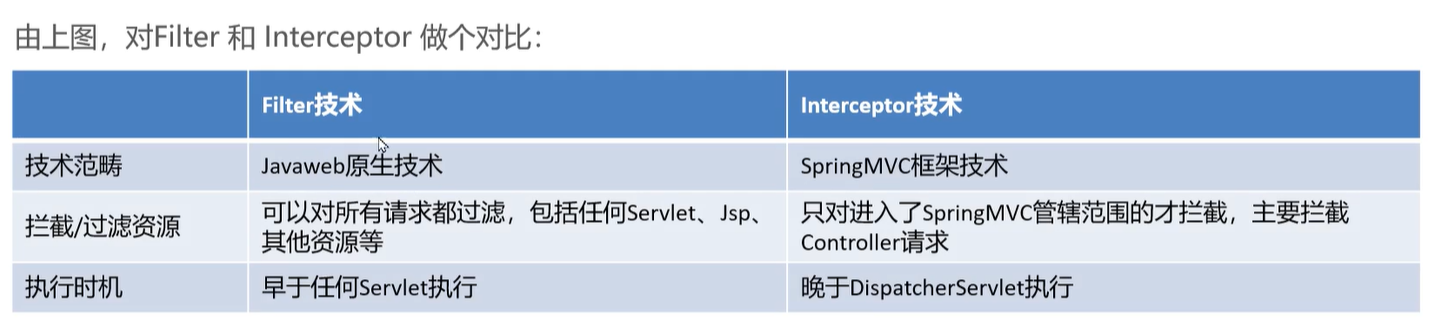 由上图，对Filter 和 Interceptor 做个对比：
Filter技术
Interceptor技术
技术范畴
Javaweb原生技术
SpringMVC框架技术
拦截/过滤资源
可以对所有请求都过滤，包括任何Servlet、Jsp、
其他资源等
只对进入了SpringMVC管辖范围的才拦截，主要拦截
Controller请求
执行时机
早于任何Servlet执行
晚于DispatcherServlet执行